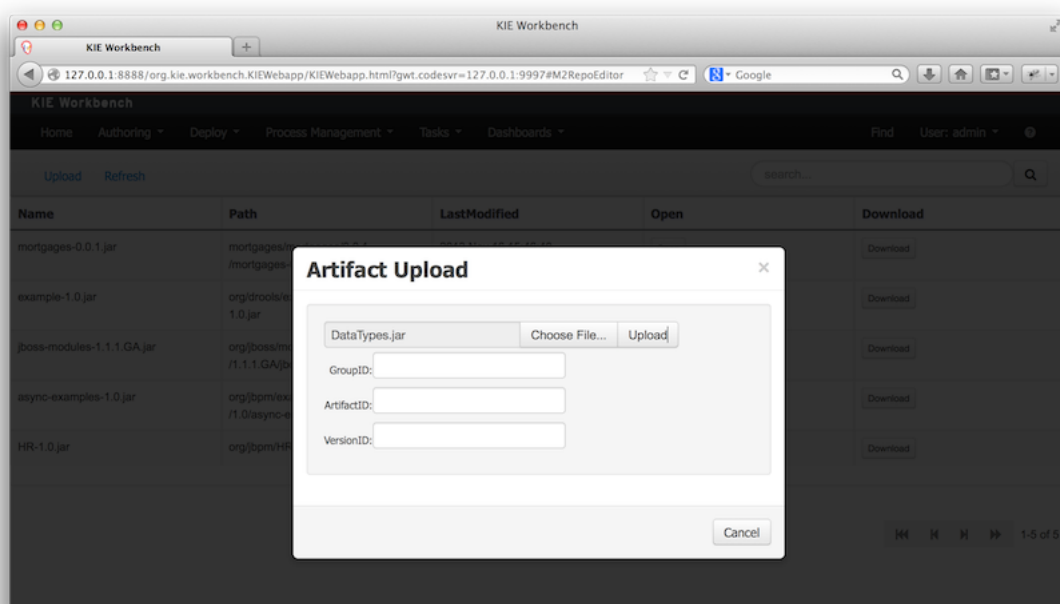 KIE Workbench
KIE Workbench
127.0.0.1:8888/org.kie.workbench.KIEWebapp/KIEWebapp.html?gwt.codesvr=127.0.0.1:9997#M2RepoEditor
Google
KIE Workbench
Home Authoring Deploy Process Management Tasks Dashboards Find User: admin
Upload Refresh search...
Name Path LastModified Open Download
mortgages-0.0.1.jar Download
/mortgages-
example-1.0.jar org/drools/e Download
1.0.jar
jboss-modules-1.1.1.GA.jar org/jboss/mo Download
/1.1.1.GA/jbo
async-examples-1.0.jar org/jbpm/exa Download
/1.0/async-e
HR-1.0.jar org/jbpm/HR Download
Artifact Upload
DataTypes.jar Choose File... Upload
GroupID:
ArtifactID:
VersionID:
Cancel
1-5 of 5